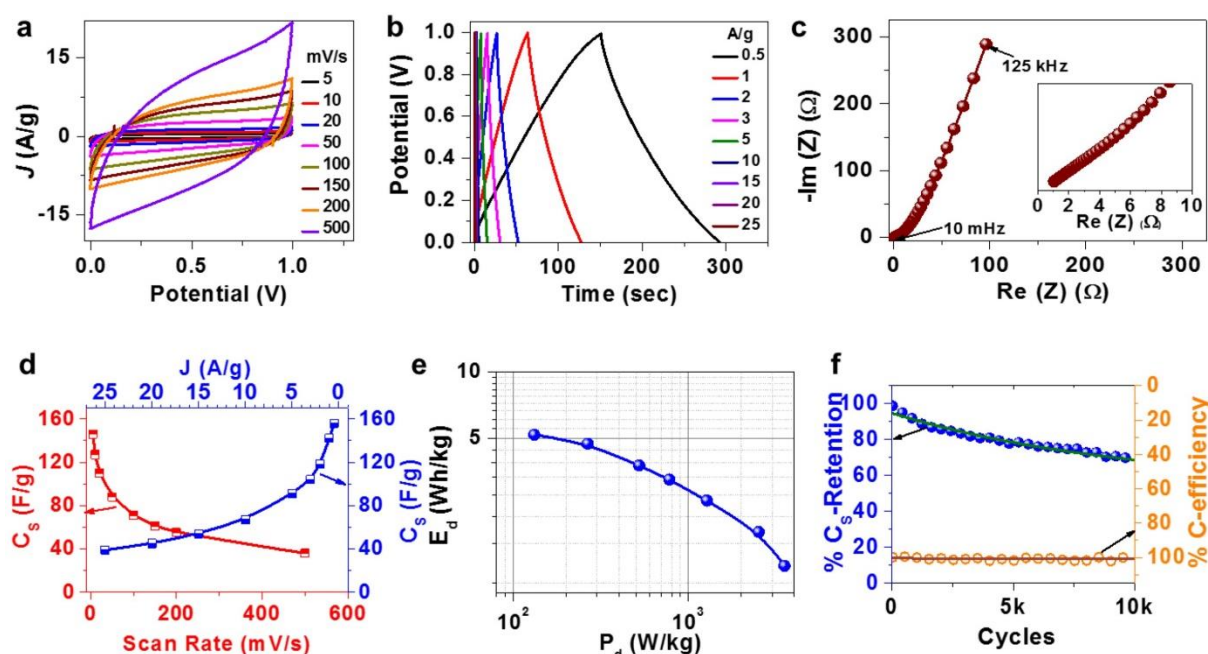 a
J (A/g)
15
0
-15
0.0
0.5
1.0
Potential (V)
mV/s
5
10
20
50
100
150
200
500
b
Potential (V)
1.0
0.8
0.6
0.4
0.2
0.0
0
100
200
300
Time (sec)
A/g
0.5
1
2
3
5
10
15
20
25
c
-Im (Z) (Ω)
300
200
100
0
0
100
200
300
Re (Z) (Ω)
125 kHz
10 mHz
0 2 4 6 8 10
Re (Z) (Ω)
d
J (A/g)
25 20 15 10 5 0
Cs (F/g)
160
120
80
40
0
160
120
80
40
0
Cs (F/g)
0 200 400 600
Scan Rate (mV/s)
e
Ed (Wh/kg)
10
5
10²
10³
Pd (W/kg)
f
% Cs-Retention
100
80
60
40
20
0
0
20
40
60
80
100
% C-efficiency
0 5k 10k
Cycles